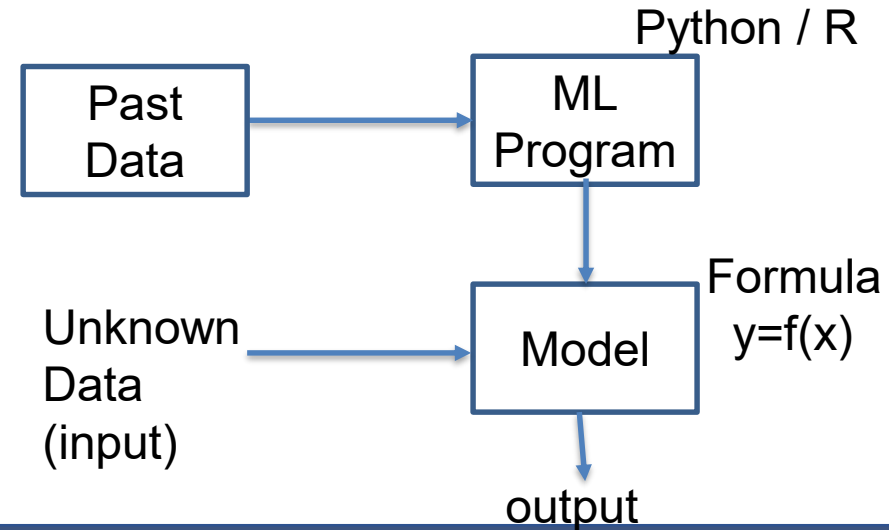 Python / R
Past
Data
ML
Program
Unknown
Data
(input)
Model
Formula
y=f(x)
output